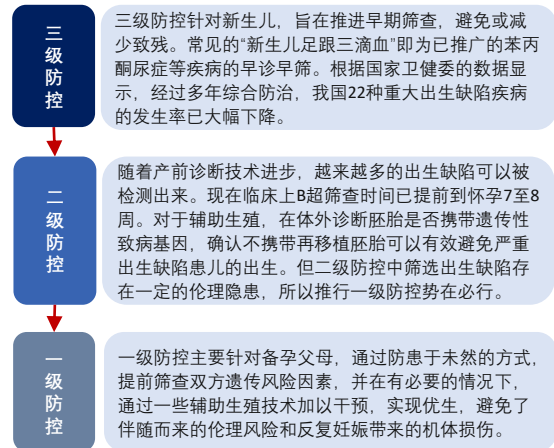 三级防控
三级防控针对新生儿，旨在推进早期筛查，避免或减
少致残。常见的“新生儿足跟三滴血”即为已推广的苯丙
酮尿症等疾病的早诊早筛。根据国家卫健委的数据显
示，经过多年综合防治，我国22种重大出生缺陷疾病
的发生率已大幅下降。
二级防控
随着产前诊断技术进步，越来越多的出生缺陷可以被
检测出来。现在临床上B超筛查时间已提前到怀孕7至8
周。对于辅助生殖，在体外诊断胚胎是否携带遗传性
致病基因，确认不携带再移植胚胎可以有效避免严重
出生缺陷患儿的出生。但二级防控中筛选出生缺陷存
在一定的伦理隐患，所以推行一级防控势在必行。
一级防控
一级防控主要针对备孕父母，通过防患于未然的方式，
提前筛查双方遗传风险因素，并在有必要的情况下，
通过一些辅助生殖技术加以干预，实现优生，避免了
伴随而来的伦理风险和反复妊娠带来的机体损伤。